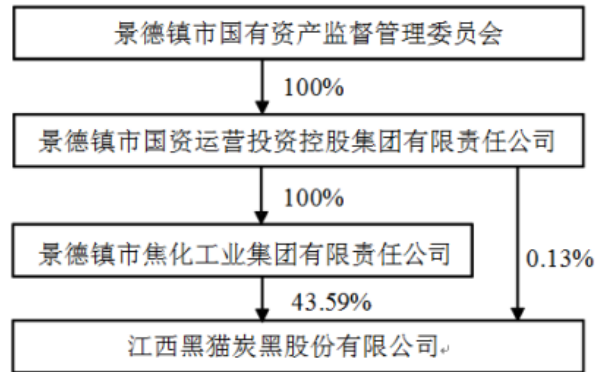 景德镇市国有资产监督管理委员会
100%
景德镇市国资运营投资控股集团有限责任公司
100%
景德镇市焦化工业集团有限责任公司
0.13%
43.59%
江西黑猫炭黑股份有限公司